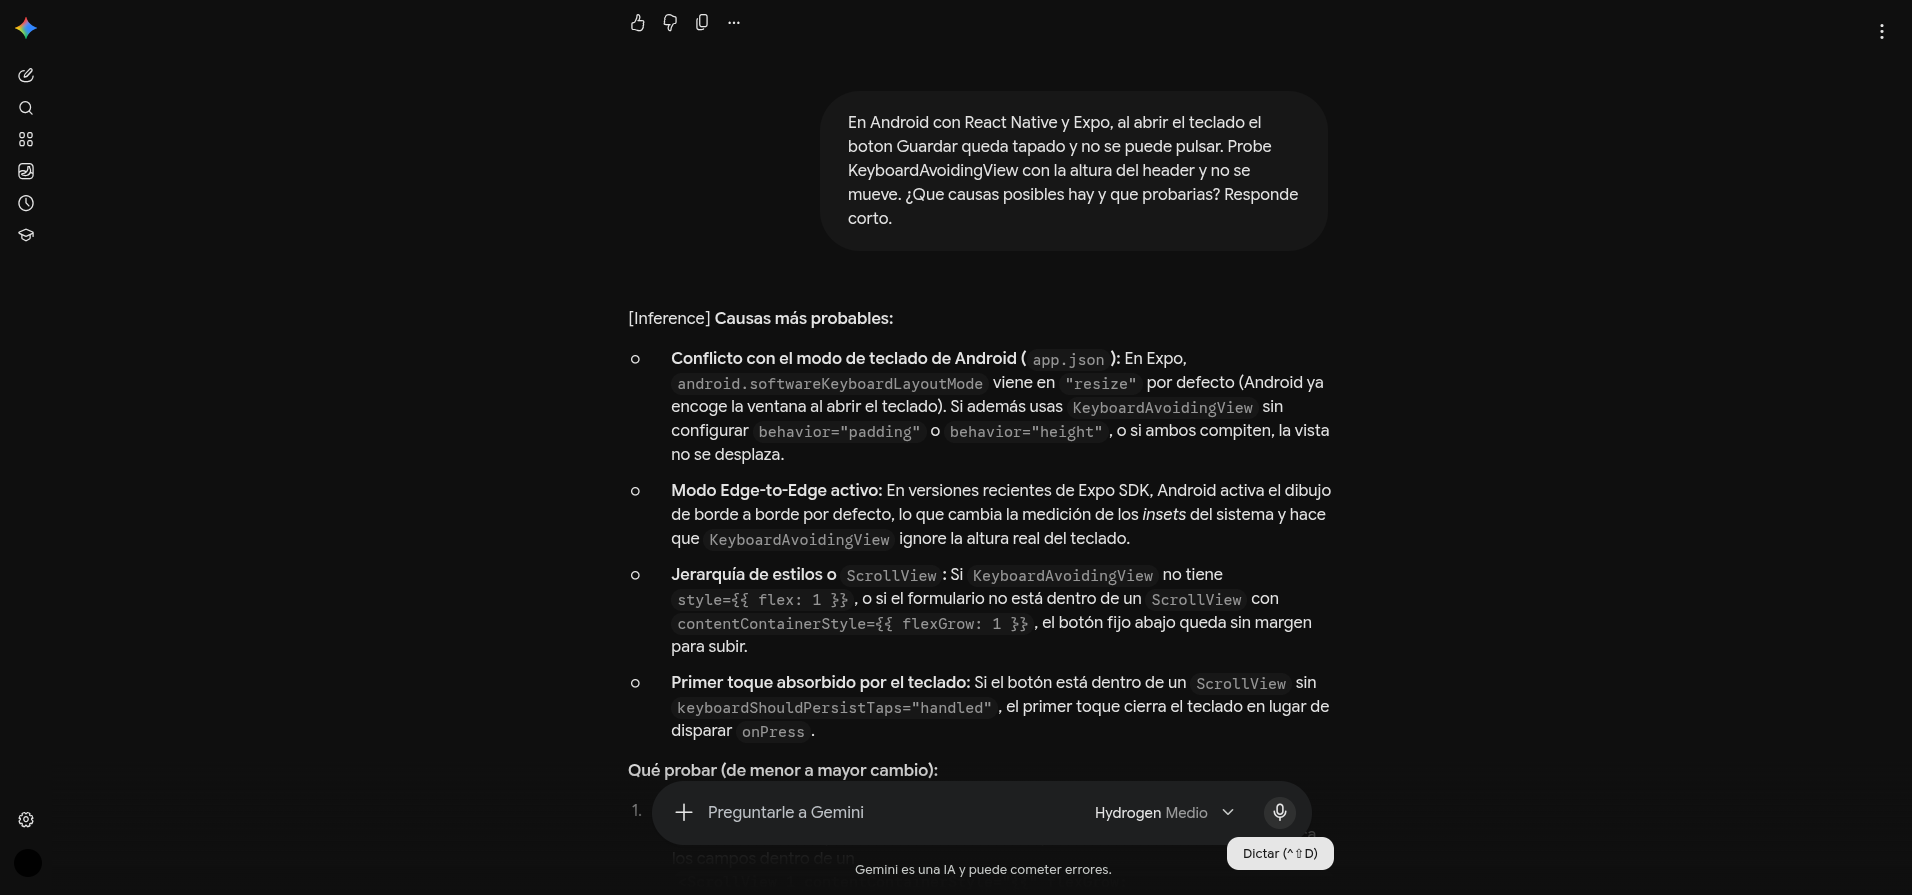 En Android con React Native y Expo, al abrir el teclado el
boton Guardar queda tapado y no se puede pulsar. Probe
KeyboardAvoidingView con la altura del header y no se
mueve. ¿Que causas posibles hay y que probarias? Responde
corto.
[Inference] Causas más probables:
Conflicto con el modo de teclado de Android ( app.json ): En Expo,
android.softwareKeyboardLayoutMode viene en "resize" por defecto (Android ya
encoge la ventana al abrir el teclado). Si además usas KeyboardAvoidingView sin
configurar behavior="padding" o behavior="height", o si ambos compiten, la vista
no se desplaza.
Modo Edge-to-Edge activo: En versiones recientes de Expo SDK, Android activa el dibujo
de borde a borde por defecto, lo que cambia la medición de los insets del sistema y hace
que KeyboardAvoidingView ignore la altura real del teclado.
Jerarquía de estilos o ScrollView : Si KeyboardAvoidingView no tiene
style={{ flex: 1 }}, o si el formulario no está dentro de un ScrollView con
contentContainerStyle={{ flexGrow: 1 }}, el botón fijo abajo queda sin margen
para subir.
Primer toque absorbido por el teclado: Si el botón está dentro de un ScrollView sin
keyboardShouldPersistTaps="handled", el primer toque cierra el teclado en lugar de
disparar onPress.
Qué probar (de menor a mayor cambio):
1.
Preguntarle a Gemini
Hydrogen Medio
los campos dentro de un
Dictar (^⇧D)
Gemini es una IA y puede cometer errores.